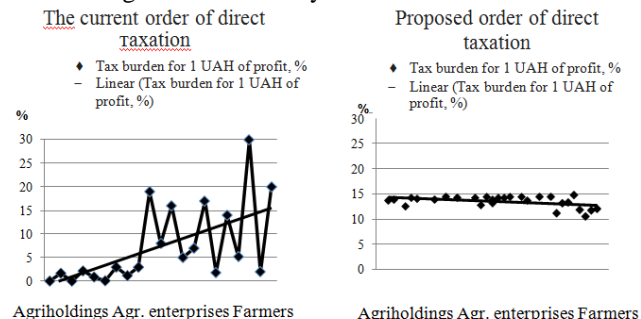 The current order of direct
taxation
Tax burden for 1 UAH of profit, %
Linear (Tax burden for 1 UAH of
profit, %)
%
30
25
20
15
10
5
0
Agriholdings Agr. enterprises Farmers
Proposed order of direct
taxation
Tax burden for 1 UAH of profit, %
Linear (Tax burden for 1 UAH of
profit, %)
%
30
25
20
15
10
5
0
Agriholdings Agr. enterprises Farmers